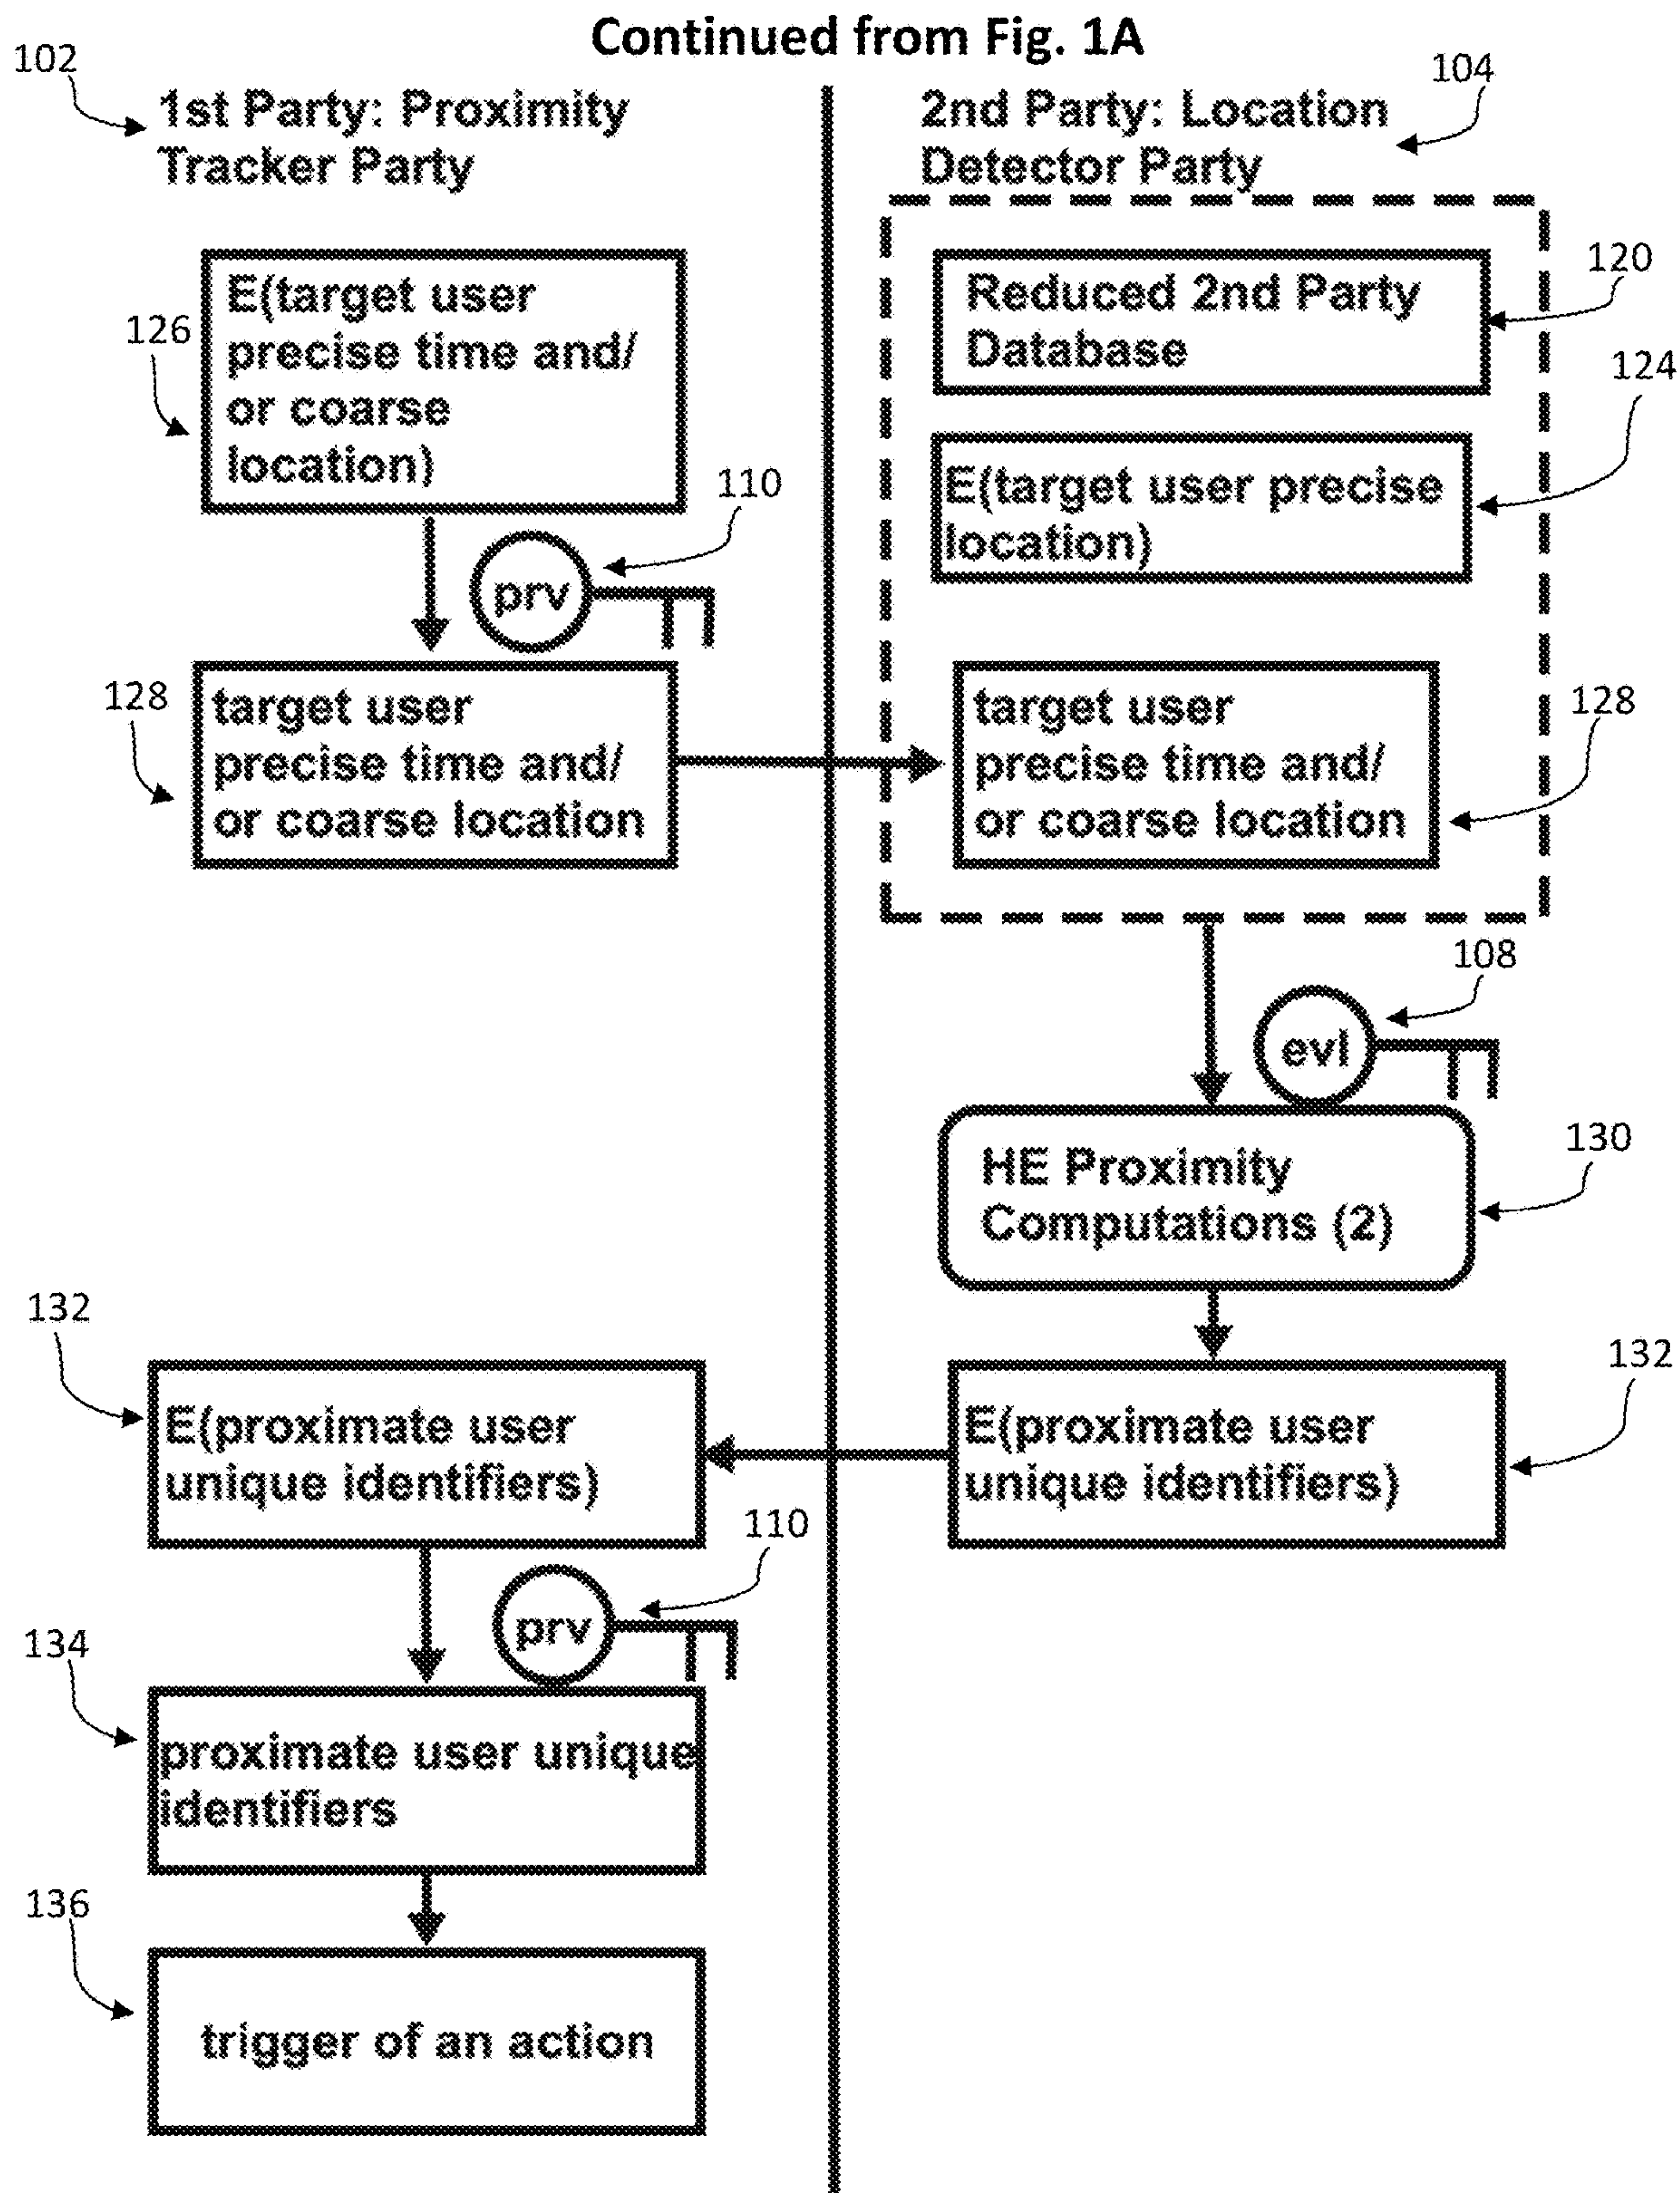 Continued from Fig. 1A
102
1st Party: Proximity
Tracker Party
104
2nd Party: Location
Detector Party
126
E(target user
precise time and/
or coarse
location)
120
Reduced 2nd Party
Database
124
E(target user precise
location)
110
prv
128
target user
precise time and/
or coarse location
128
target user
precise time and/
or coarse location
108
evl
130
HE Proximity
Computations (2)
132
E(proximate user
unique identifiers)
132
E(proximate user
unique identifiers)
110
prv
134
proximate user unique
identifiers
136
trigger of an action